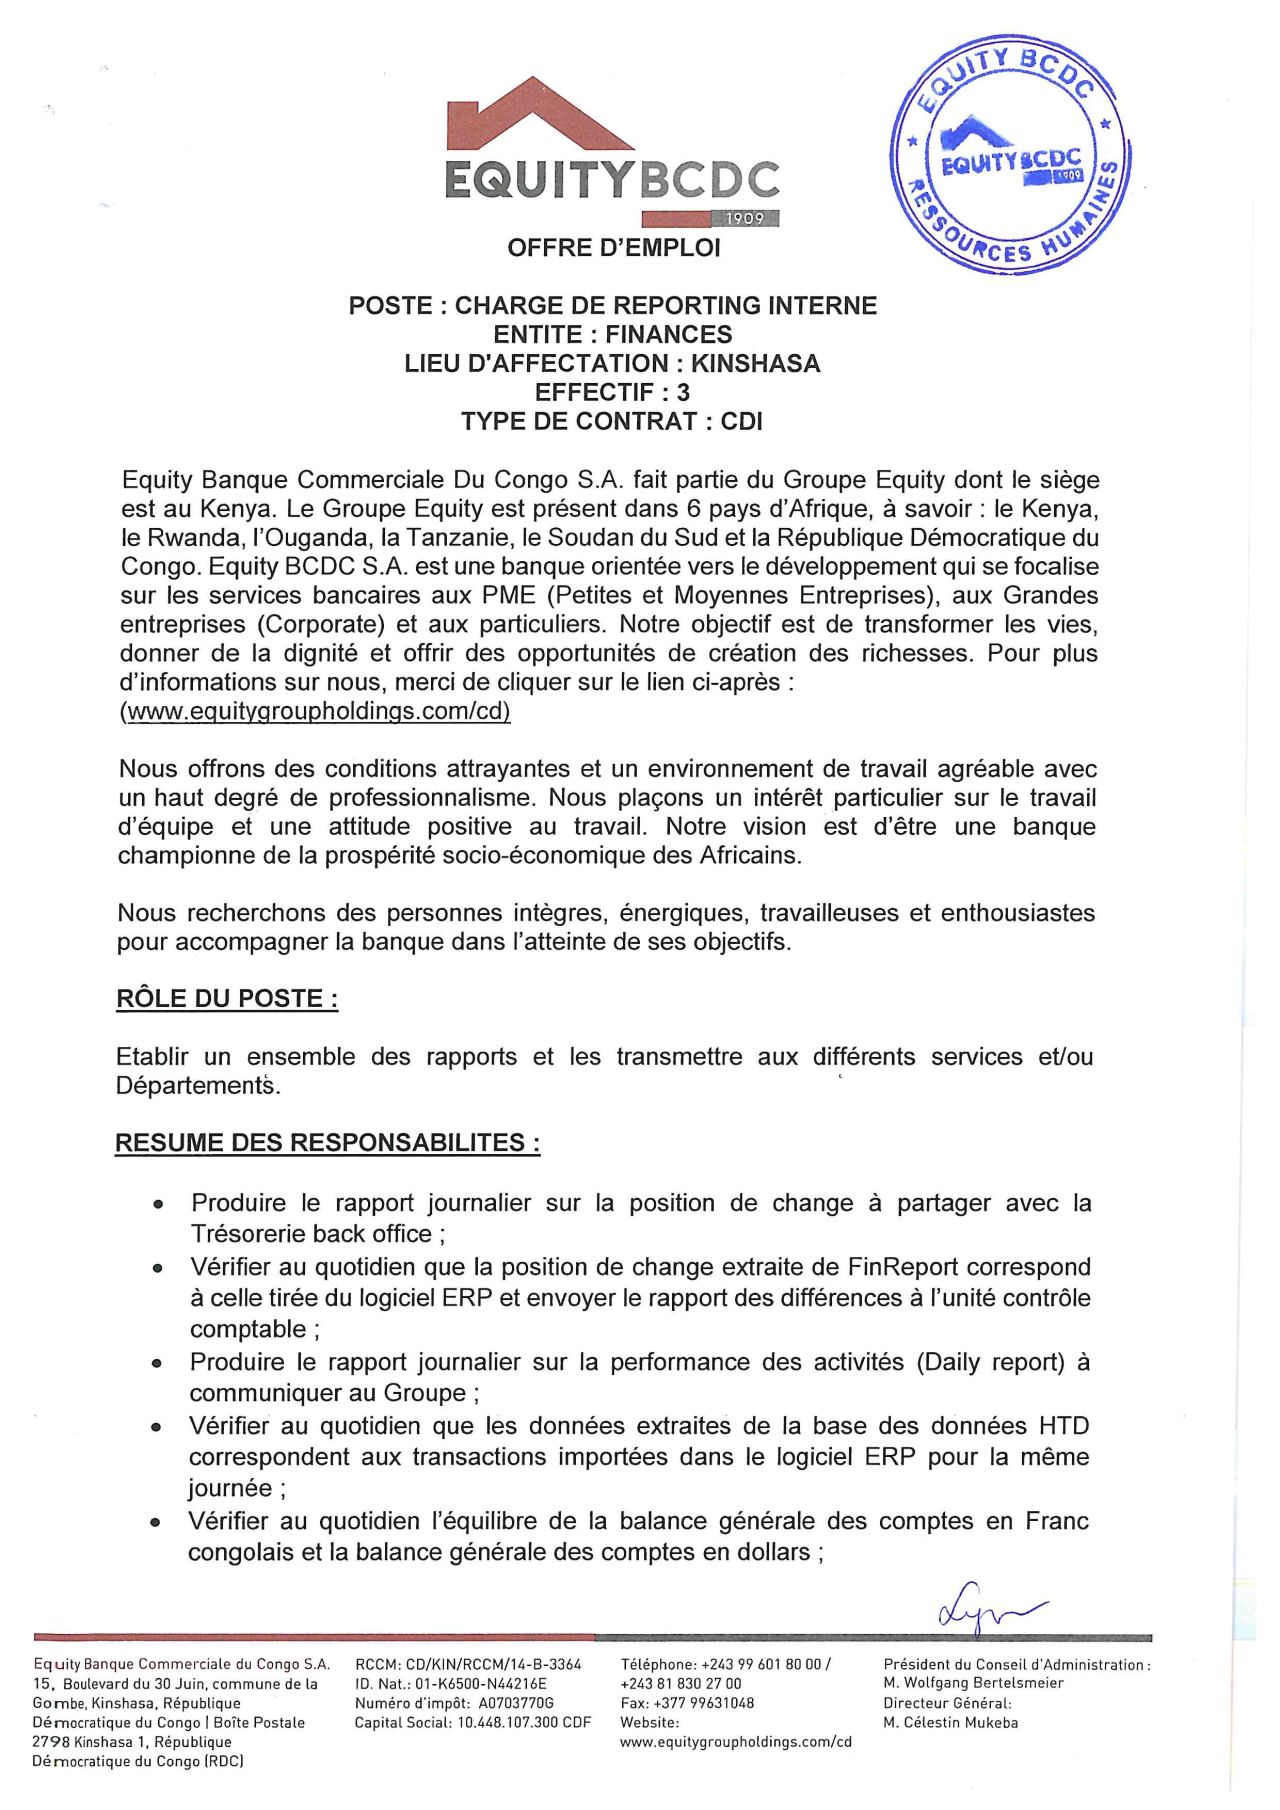 EQUITY BCDC
EQUITYBCDC
1909
RESSOURCES HUMAINES
EQUITYBCDC
1909
OFFRE D'EMPLOI
POSTE : CHARGE DE REPORTING INTERNE
ENTITE : FINANCES
LIEU D'AFFECTATION : KINSHASA
EFFECTIF : 3
TYPE DE CONTRAT : CDI
Equity Banque Commerciale Du Congo S.A. fait partie du Groupe Equity dont le siège
est au Kenya. Le Groupe Equity est présent dans 6 pays d'Afrique, à savoir : le Kenya,
le Rwanda, l'Ouganda, la Tanzanie, le Soudan du Sud et la République Démocratique du
Congo. Equity BCDC S.A. est une banque orientée vers le développement qui se focalise
sur les services bancaires aux PME (Petites et Moyennes Entreprises), aux Grandes
entreprises (Corporate) et aux particuliers. Notre objectif est de transformer les vies,
donner de la dignité et offrir des opportunités de création des richesses. Pour plus
d'informations sur nous, merci de cliquer sur le lien ci-après :
(www.equitygroupholdings.com/cd)
Nous offrons des conditions attrayantes et un environnement de travail agréable avec
un haut degré de professionnalisme. Nous plaçons un intérêt particulier sur le travail
d'équipe et une attitude positive au travail. Notre vision est d'être une banque
championne de la prospérité socio-économique des Africains.
Nous recherchons des personnes intègres, énergiques, travailleuses et enthousiastes
pour accompagner la banque dans l'atteinte de ses objectifs.
RÔLE DU POSTE :
Etablir un ensemble des rapports et les transmettre aux différents services et/ou
Départements.
RESUME DES RESPONSABILITES :
• Produire le rapport journalier sur la position de change à partager avec la
Trésorerie back office ;
• Vérifier au quotidien que la position de change extraite de FinReport correspond
à celle tirée du logiciel ERP et envoyer le rapport des différences à l'unité contrôle
comptable ;
• Produire le rapport journalier sur la performance des activités (Daily report) à
communiquer au Groupe ;
• Vérifier au quotidien que les données extraites de la base des données HTD
correspondent aux transactions importées dans le logiciel ERP pour la même
journée ;
• Vérifier au quotidien l'équilibre de la balance générale des comptes en Franc
congolais et la balance générale des comptes en dollars ;
Equity Banque Commerciale du Congo S.A.
15, Boulevard du 30 Juin, commune de la
Gombe, Kinshasa, République
Démocratique du Congo | Boîte Postale
2798 Kinshasa 1, République
Démocratique du Congo (RDC)
RCCM: CD/KIN/RCCM/14-B-3364
ID. Nat.: 01-K6500-N44216E
Numéro d'impôt: A0703770G
Capital Social: 10.448.107.300 CDF
Téléphone: +243 99 601 80 00 /
+243 81 830 27 00
Fax: +377 99631048
Website:
www.equitygroupholdings.com/cd
Président du Conseil d'Administration :
M. Wolfgang Bertelsmeier
Directeur Général:
M. Célestin Mukeba